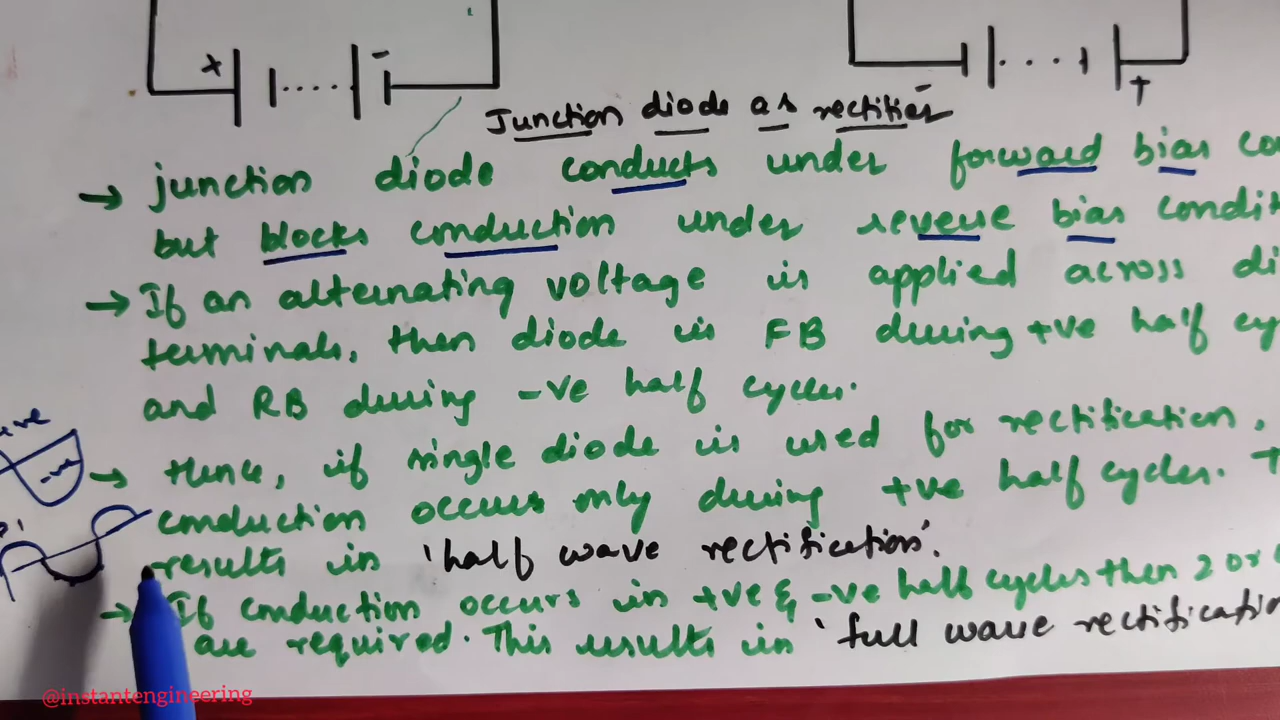 + -
- +
Junction diode as rectifier
→ junction diode conducts under forward bias co
but blocks conduction under reverse bias condit
→ If an alternating voltage is applied across di
terminals, then diode is FB during +ve half cy
and RB during -ve half cycles.
→ Hence, if single diode is used for rectification,
conduction occurs only during +ve half cycles. T
results in 'half wave rectification'.
→ If conduction occurs in +ve & -ve half cycles then 2 or
are required. This results in 'full wave rectification
+ve
-ve
@instantengineering